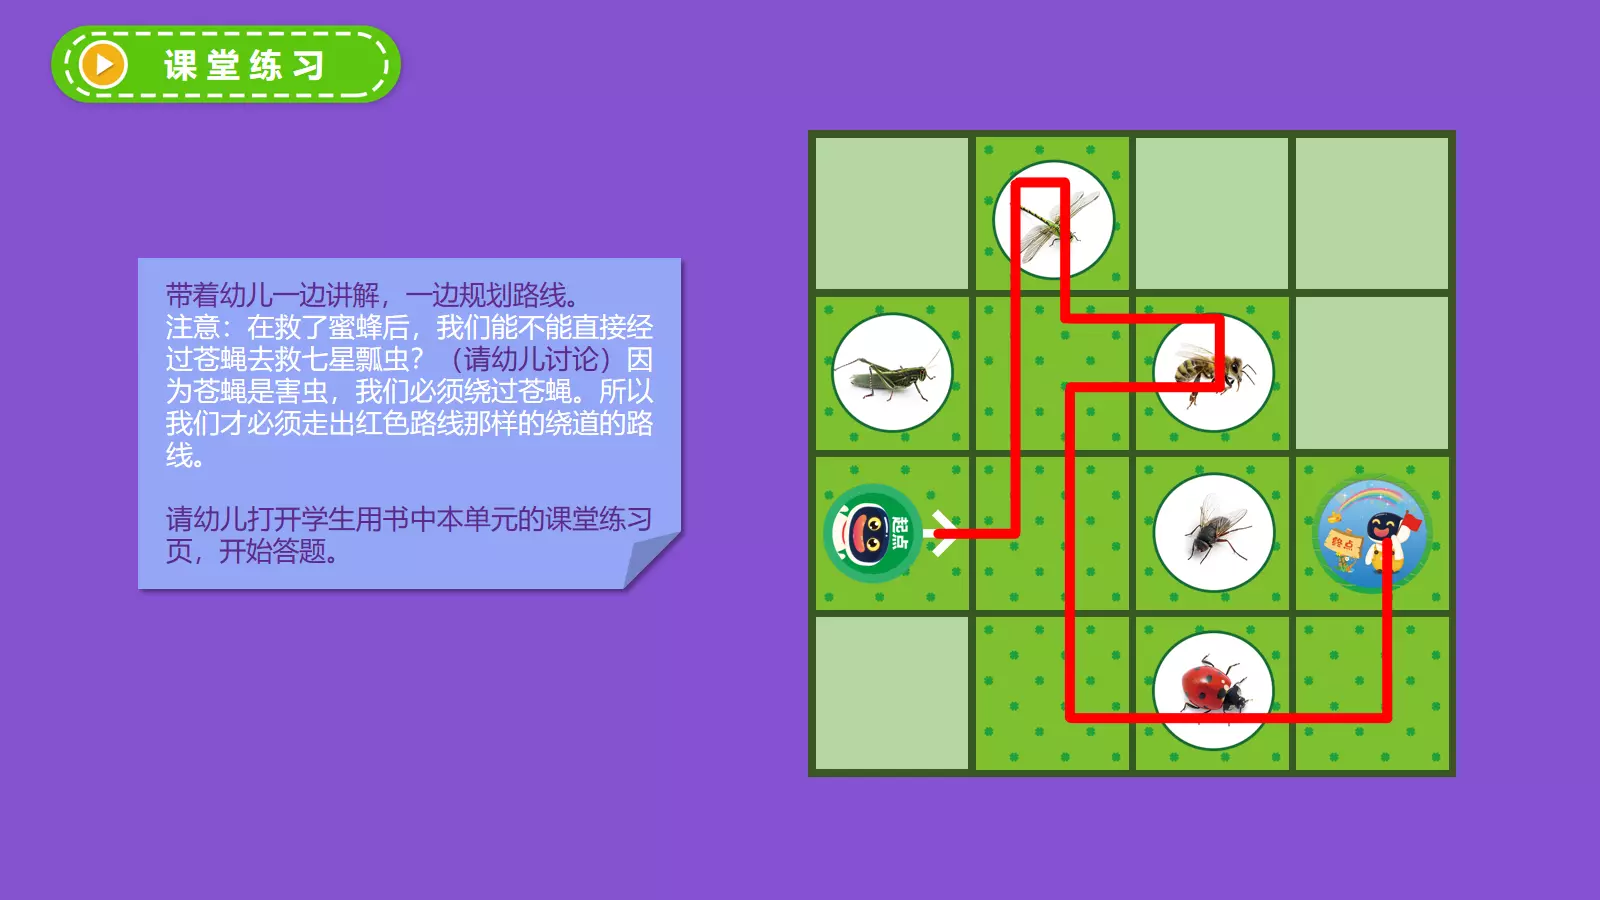 课堂练习
带着幼儿一边讲解，一边规划路线。
注意：在救了蜜蜂后，我们能不能直接经
过苍蝇去救七星瓢虫？（请幼儿讨论）因
为苍蝇是害虫，我们必须绕过苍蝇。所以
我们才必须走出红色路线那样的绕道的路
线。
请幼儿打开学生用书中本单元的课堂练习
页，开始答题。
起点
终点